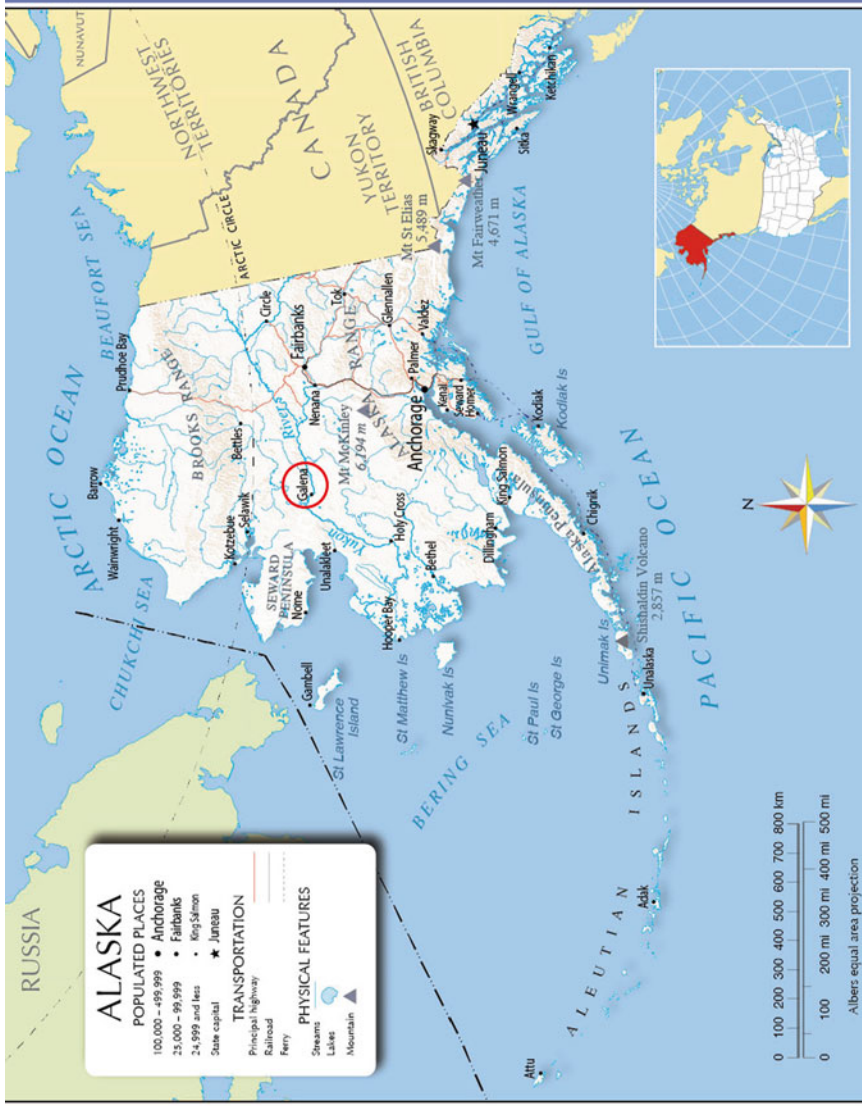 RUSSIA
ALASKA
POPULATED PLACES
100,000 – 499,999 Anchorage
25,000 – 99,999 Fairbanks
24,999 and less King Salmon
State capital Juneau
TRANSPORTATION
Principal highway
Railroad
Ferry
PHYSICAL FEATURES
Streams
Lakes
Mountain
ARCTIC OCEAN
BEAUFORT SEA
CHUKCHI SEA
NUNAVUT
NORTHWEST
TERRITORIES
CANADA
YUKON
TERRITORY
BRITISH
COLUMBIA
ARCTIC CIRCLE
Barrow
Wainwright
Prudhoe Bay
BROOKS RANGE
Kotzebue
Selawik
Bettles
Circle
SEWARD
PENINSULA
Nome
Unalakleet
Galena
Yukon
River
Fairbanks
Nenana
Tok
Gambell
St Lawrence
Island
Mt McKinley
6,194 m
ALASKA RANGE
Glennallen
Holy Cross
Hooper Bay
Bethel
St Matthew Is
Nunivak Is
Palmer
Valdez
Anchorage
Kenai
Seward
Homer
Mt St Elias
5,489 m
Mt Fairweather
4,671 m
Skagway
Juneau
Sitka
Wrangell
Ketchikan
GULF OF ALASKA
Dillingham
King Salmon
Kodiak
Kodiak Is
BERING SEA
St Paul Is
St George Is
Alaska Peninsula
Chignik
Unimak Is
Shishaldin Volcano
2,857 m
Unalaska
PACIFIC OCEAN
ALEUTIAN ISLANDS
Adak
Attu
N
0 100 200 300 400 500 600 700 800 km
0 100 mi 200 mi 300 mi 400 mi 500 mi
Albers equal area projection